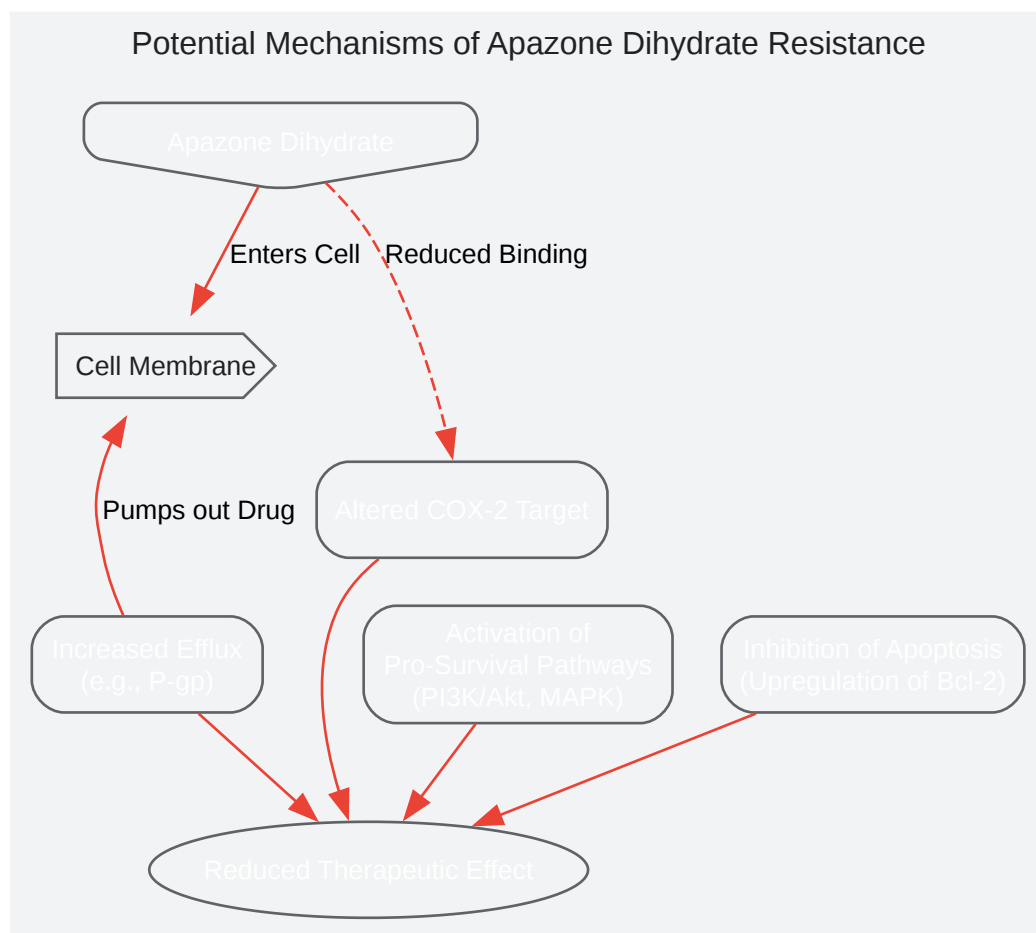 Potential Mechanisms of Apazone Dihydrate Resistance
Apazone Dihydrate
Enters Cell
Reduced Binding
Cell Membrane
Pumps out Drug
Altered COX-2 Target
Increased Efflux
(e.g., P-gp)
Activation of
Pro-Survival Pathways
(PI3K/Akt, MAPK)
Inhibition of Apoptosis
(Upregulation of Bcl-2)
Reduced Therapeutic Effect